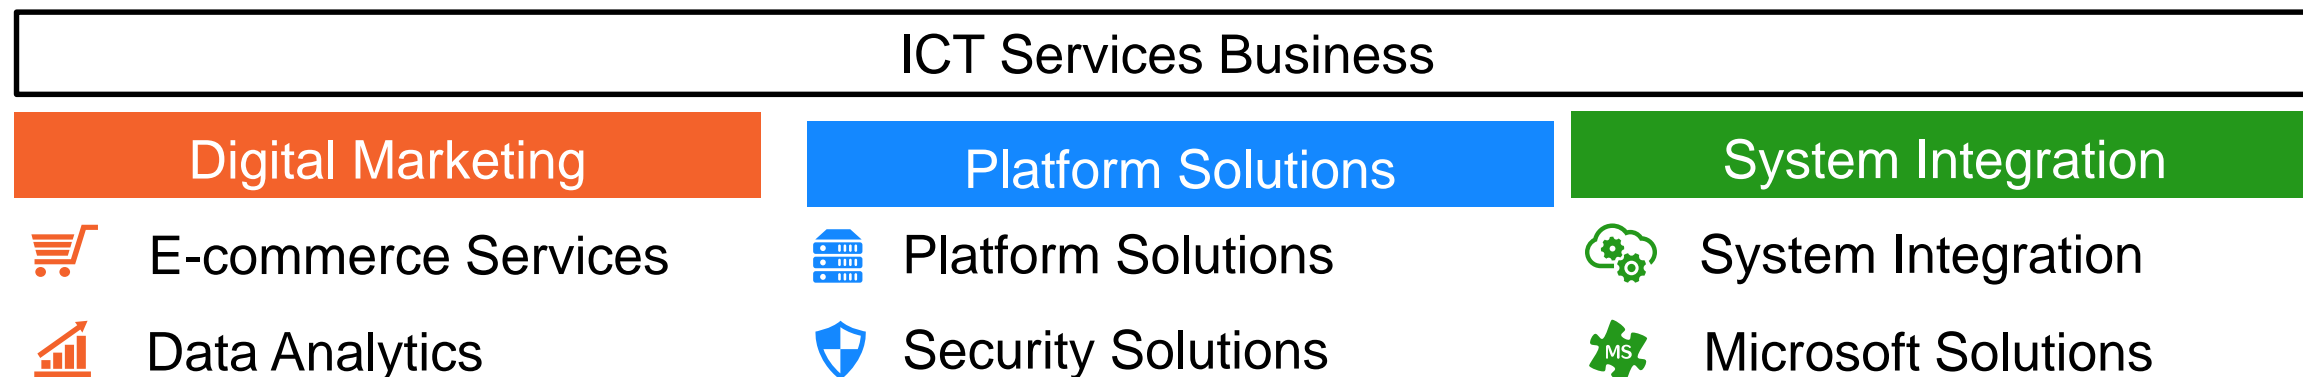 ICT Services Business
Digital Marketing
E-commerce Services
Data Analytics
Platform Solutions
Platform Solutions
Security Solutions
System Integration
System Integration
MS
Microsoft Solutions